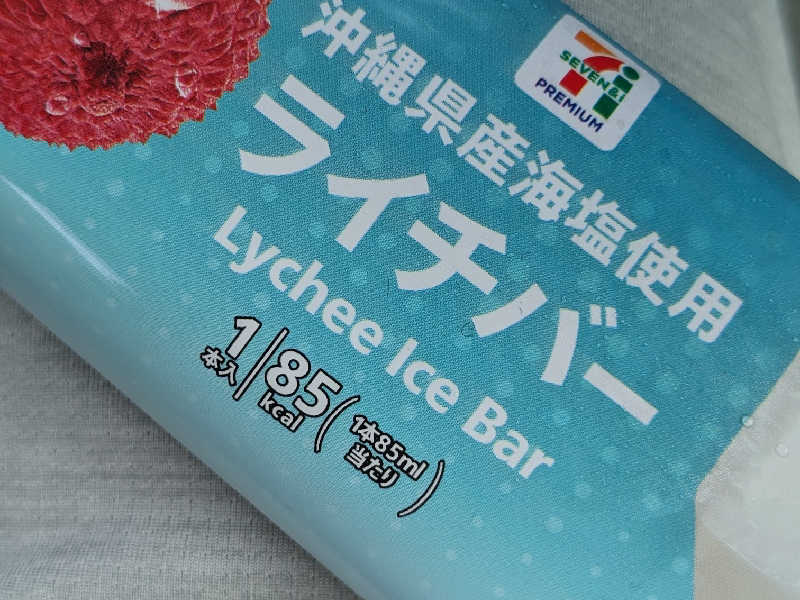 SEVEN&i
PREMIUM
沖縄県産海塩使用
ライチバー
Lychee Ice Bar
1本入
85kcal
(1本85ml
当たり)